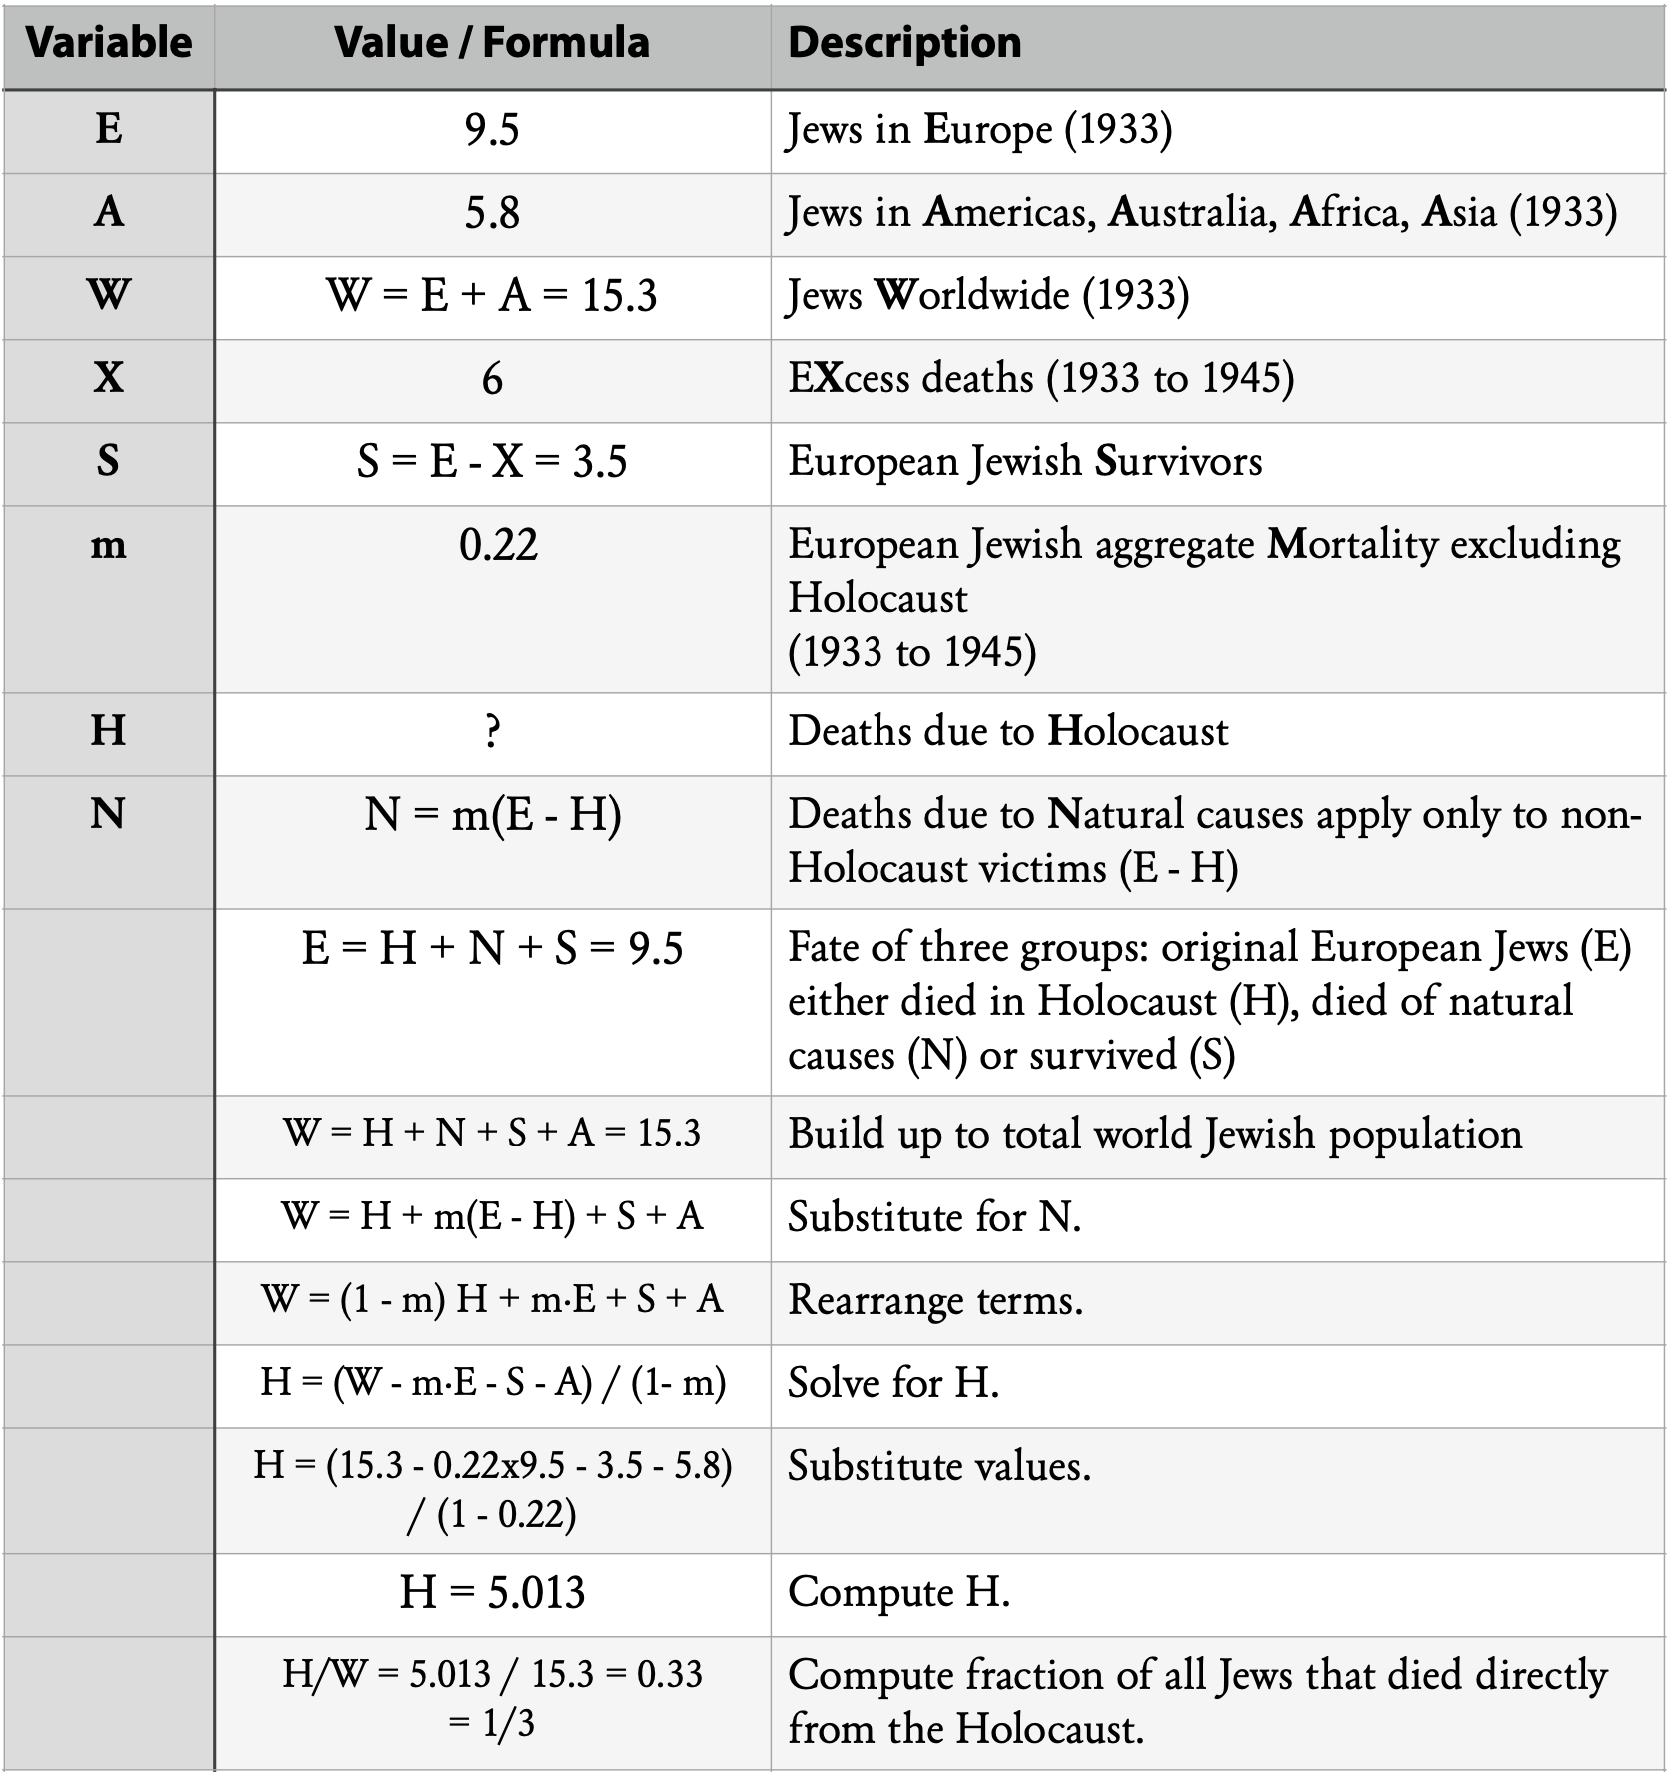 Variable Value / Formula Description
E 9.5 Jews in Europe (1933)
A 5.8 Jews in Americas, Australia, Africa, Asia (1933)
W W = E + A = 15.3 Jews Worldwide (1933)
X 6 EXcess deaths (1933 to 1945)
S S = E - X = 3.5 European Jewish Survivors
m 0.22 European Jewish aggregate Mortality excluding
Holocaust
(1933 to 1945)
H ? Deaths due to Holocaust
N N = m(E - H) Deaths due to Natural causes apply only to non-
Holocaust victims (E - H)
E = H + N + S = 9.5 Fate of three groups: original European Jews (E)
either died in Holocaust (H), died of natural
causes (N) or survived (S)
W = H + N + S + A = 15.3 Build up to total world Jewish population
W = H + m(E - H) + S + A Substitute for N.
W = (1 - m) H + m·E + S + A Rearrange terms.
H = (W - m·E - S - A) / (1- m) Solve for H.
H = (15.3 - 0.22x9.5 - 3.5 - 5.8) Substitute values.
/ (1 - 0.22)
H = 5.013 Compute H.
H/W = 5.013 / 15.3 = 0.33 Compute fraction of all Jews that died directly
= 1/3 from the Holocaust.